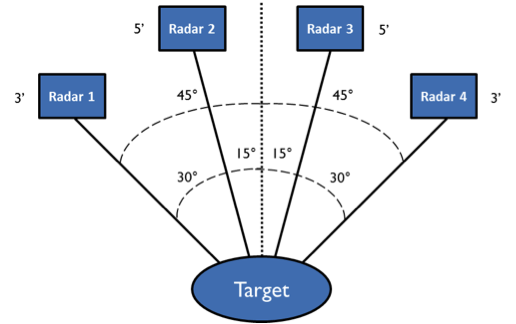 5’ Radar 2 Radar 3 5’
3’ Radar 1 45° 45° Radar 4 3’
15° 15°
30° 30°
Target